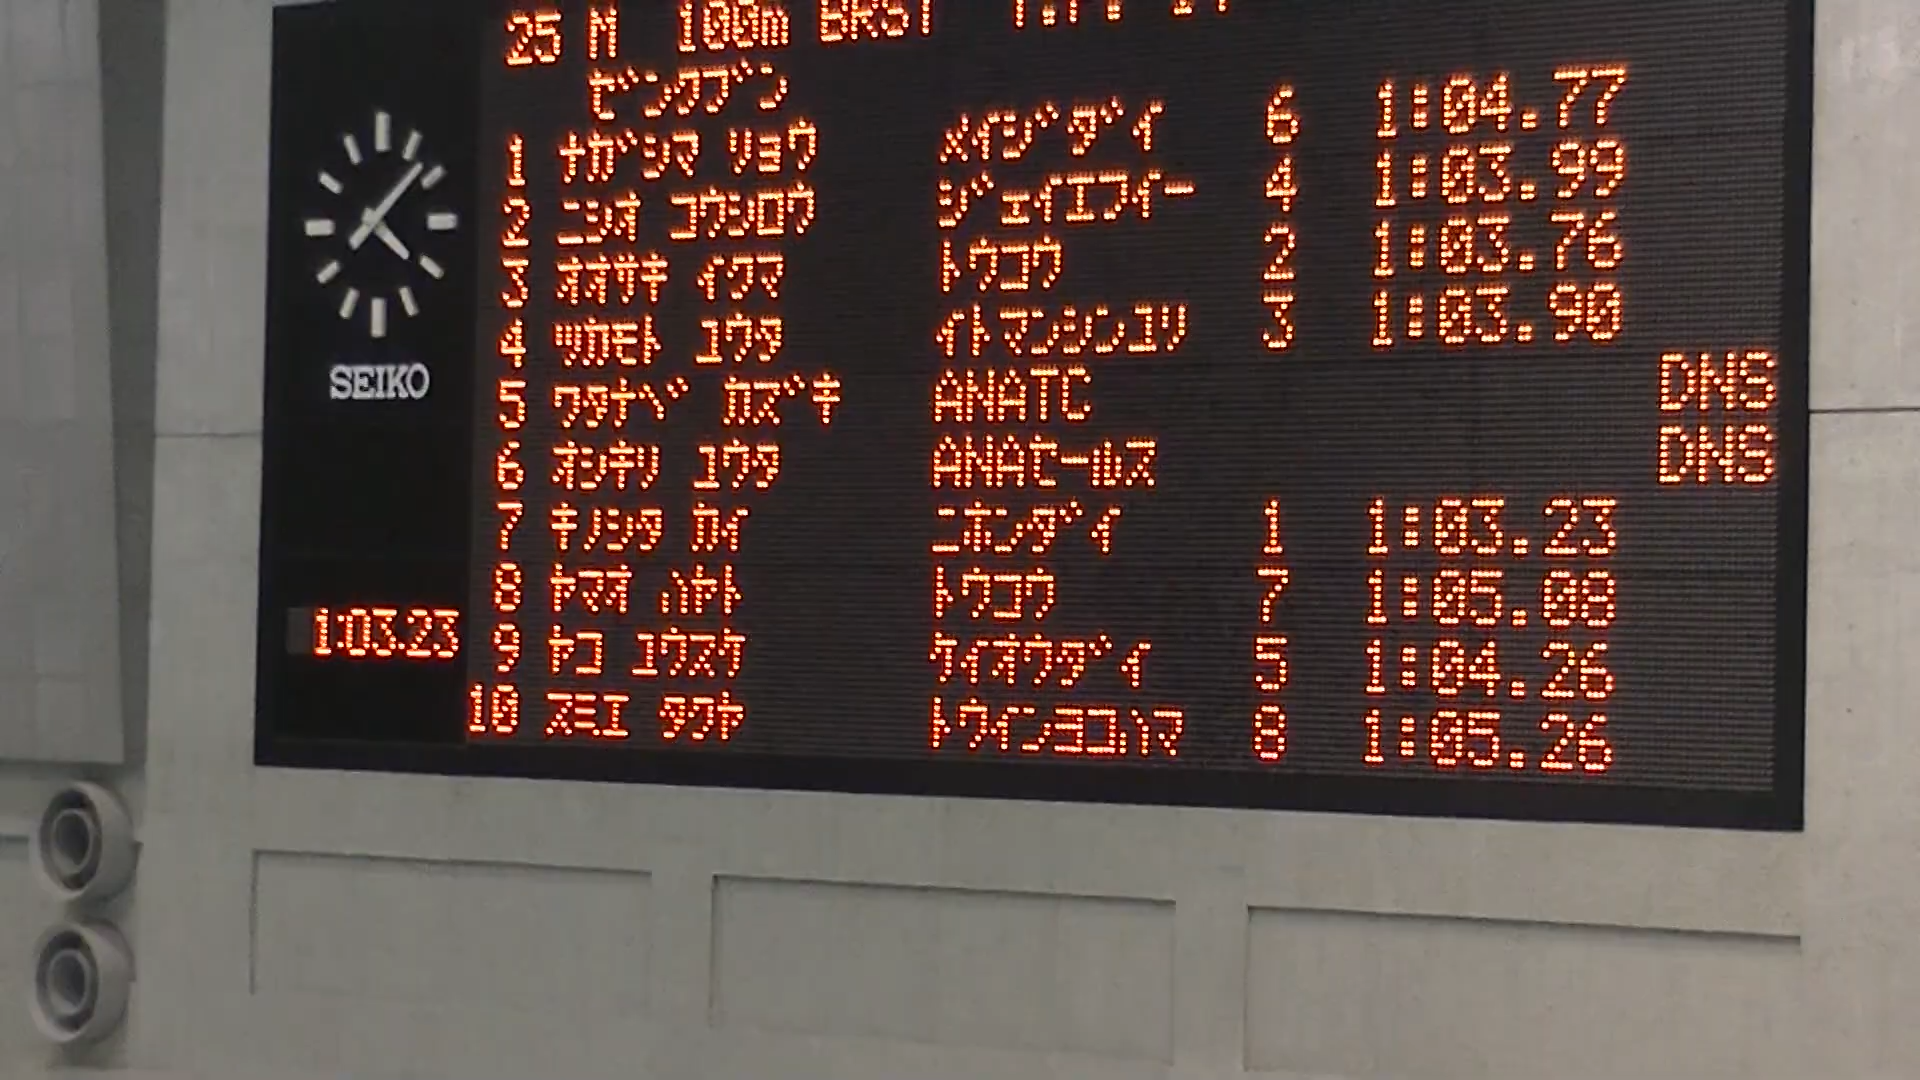 25 M 100m BRST T.F. 14
ゼンクブン
1 ナガシマ リョウ メイジダイ 6 1:04.77
2 ニシオ コウシロウ ジェイエフィー 4 1:03.99
3 オオサキ イクマ トウコウ 2 1:03.76
4 ツカモト ユウタ イトマンシンユリ 3 1:03.90
5 ワタナベ カズキ ANATC DNS
6 オシキリ ユウタ ANAセールス DNS
7 キノシタ カイ ニホンダイ 1 1:03.23
8 ヤマオ ハヤト トウコウ 7 1:05.08
9 ヤコ ユウスケ ケイオウダイ 5 1:04.26
10 スミエ タクヤ トウインヨコハマ 8 1:05.26
SEIKO
1:03.23